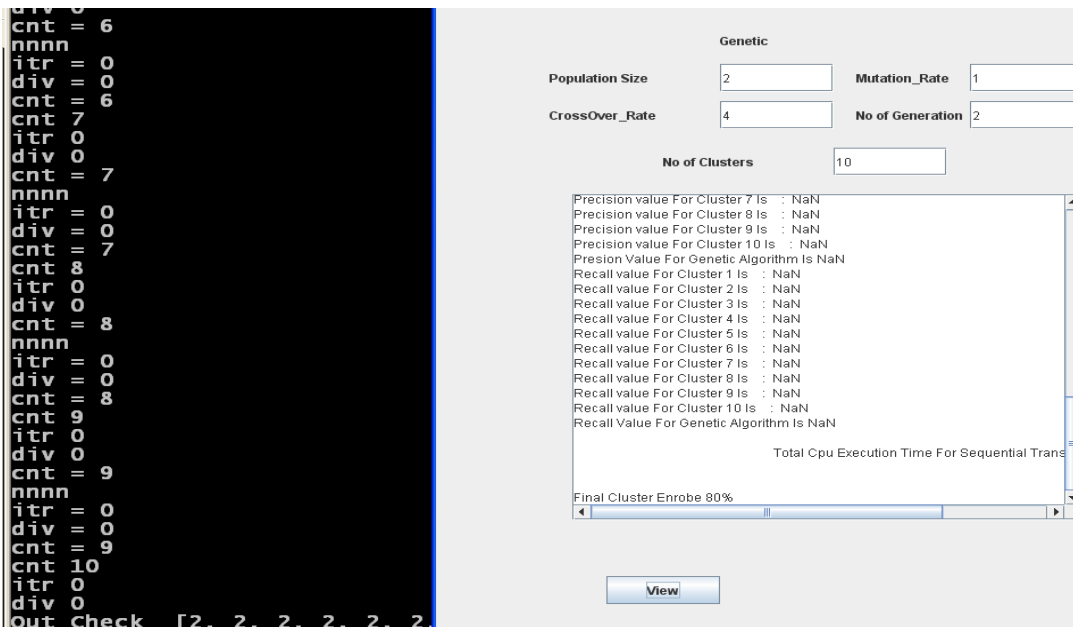 div 0
cnt = 6
nnnn
itr = 0
div = 0
cnt = 6
cnt 7
itr 0
div 0
cnt = 7
nnnn
itr = 0
div = 0
cnt = 7
cnt 8
itr 0
div 0
cnt = 8
nnnn
itr = 0
div = 0
cnt = 8
cnt 9
itr 0
div 0
cnt = 9
nnnn
itr = 0
div = 0
cnt = 9
cnt 10
itr 0
div 0
Out Check [2, 2, 2, 2, 2, 2,
Genetic
Population Size 2 Mutation_Rate 1
CrossOver_Rate 4 No of Generation 2
No of Clusters 10
Precision value For Cluster 7 Is : NaN
Precision value For Cluster 8 Is : NaN
Precision value For Cluster 9 Is : NaN
Precision value For Cluster 10 Is : NaN
Presion Value For Genetic Algorithm Is NaN
Recall value For Cluster 1 Is : NaN
Recall value For Cluster 2 Is : NaN
Recall value For Cluster 3 Is : NaN
Recall value For Cluster 4 Is : NaN
Recall value For Cluster 5 Is : NaN
Recall value For Cluster 6 Is : NaN
Recall value For Cluster 7 Is : NaN
Recall value For Cluster 8 Is : NaN
Recall value For Cluster 9 Is : NaN
Recall value For Cluster 10 Is : NaN
Recall Value For Genetic Algorithm Is NaN
Total Cpu Execution Time For Sequential Trans
Final Cluster Enrobe 80%
View